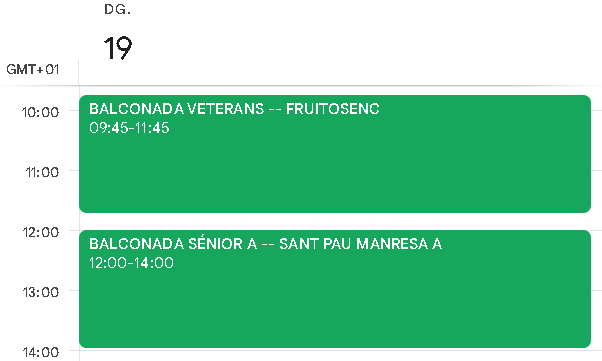 DG.
19
GMT+01
10:00
BALCONADA VETERANS -- FRUITOSENC
09:45-11:45
11:00
12:00
BALCONADA SÉNIOR A -- SANT PAU MANRESA A
12:00-14:00
13:00
14:00